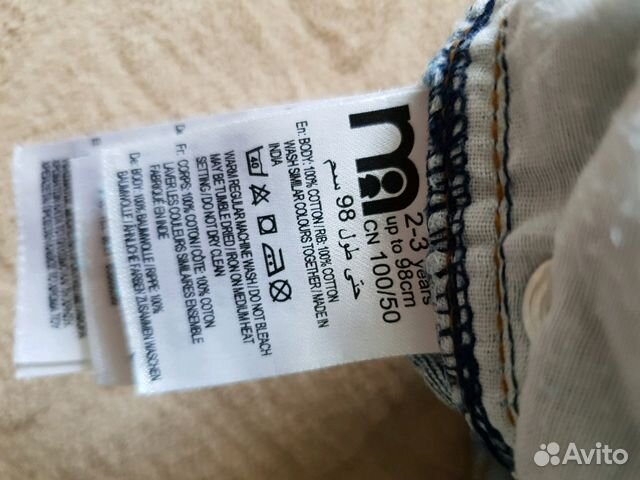 m
2-3 years
up to 98cm
CN 100/50
حتى طول 98 سم
En: BODY: 100% COTTON / RIB: 100% COTTON
WASH SIMILAR COLOURS TOGETHER / MADE IN
INDIA
40
WARM REGULAR MACHINE WASH / DO NOT BLEACH
MAY BE TUMBLE DRIED / IRON ON MEDIUM HEAT
SETTING / DO NOT DRY CLEAN
Fr: CORPS: 100% COTON / CÔTE: 100% COTON
LAVER LES COULEURS SIMILAIRES ENSEMBLE
FABRIQUÉ EN INDE
De: BODY: 100% BAUMWOLLE RIPPE: 100%
BAUMWOLLE ÄHNLICHE FARBEN ZUSAMMEN WASCHEN
Avito